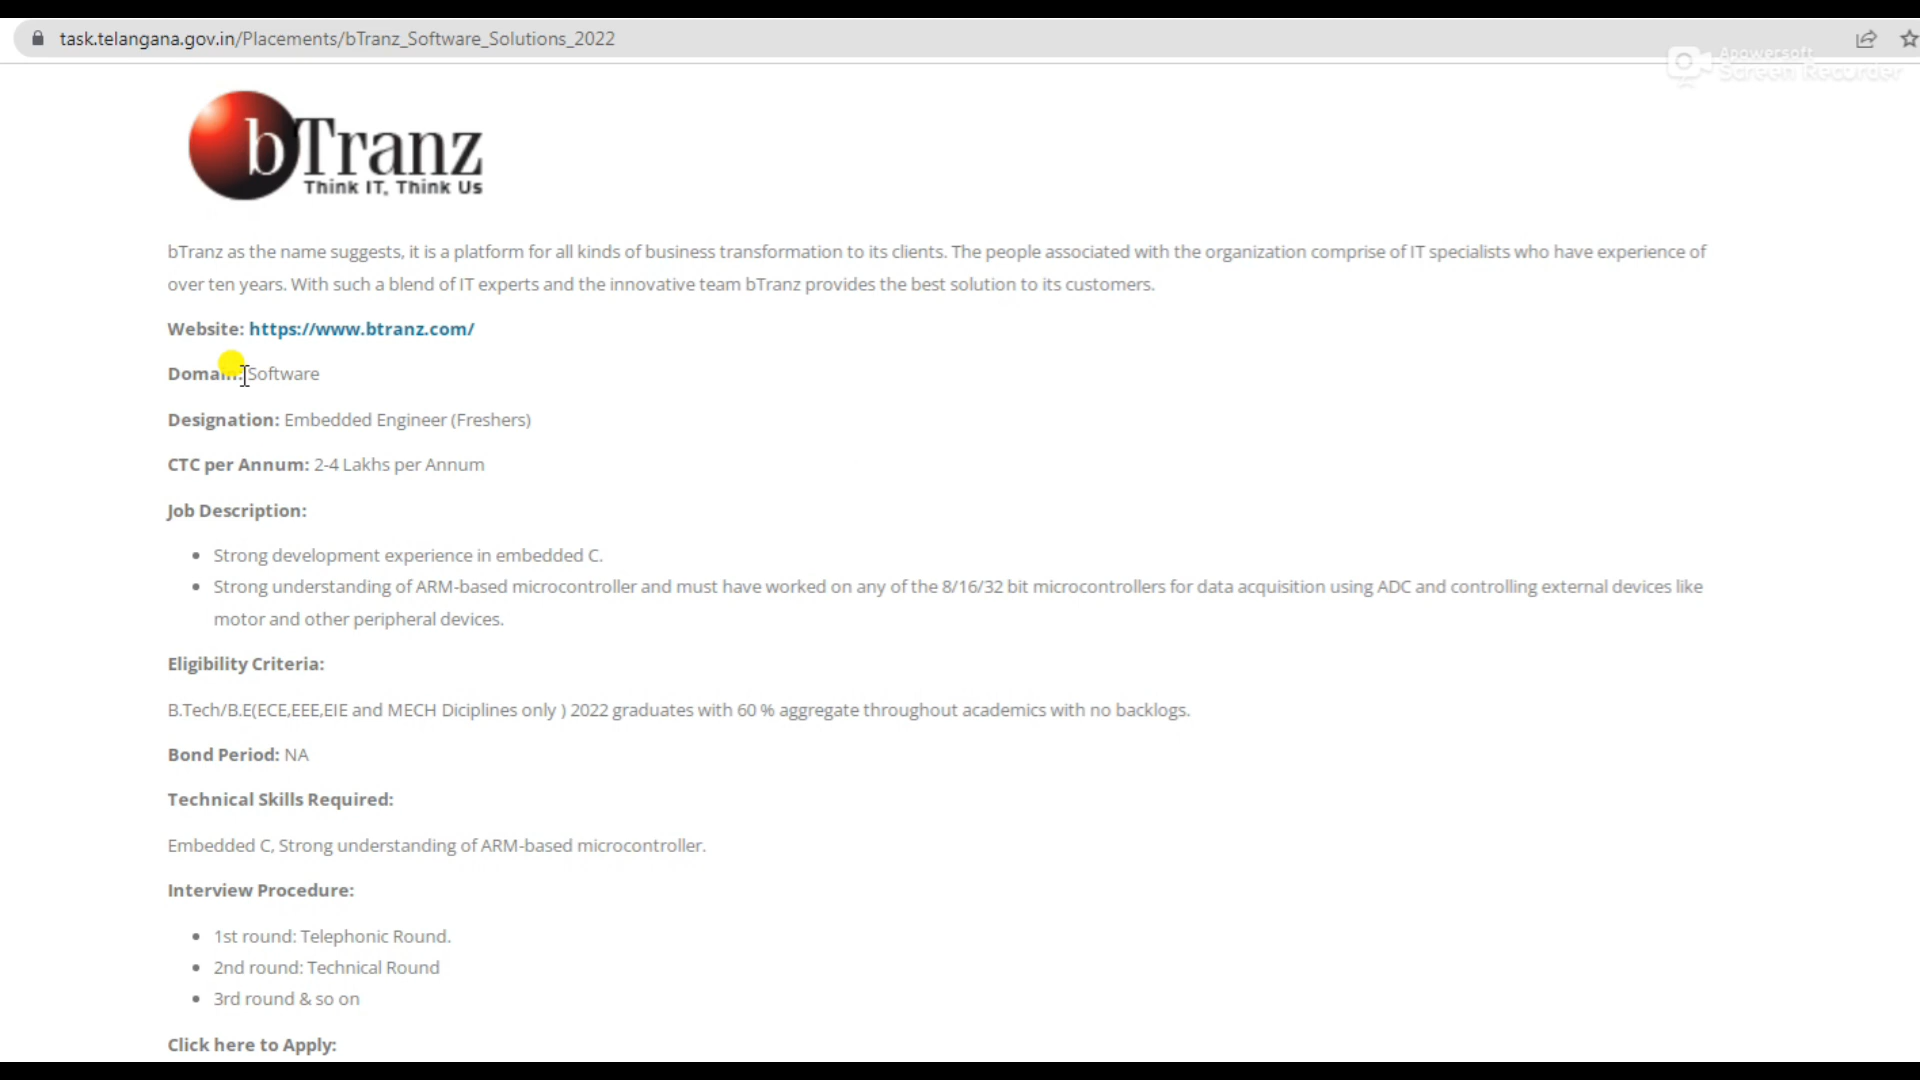 task.telangana.gov.in/Placements/bTranz_Software_Solutions_2022
Apowersoft
Screen Recorder
bTranz
Think IT, Think Us
bTranz as the name suggests, it is a platform for all kinds of business transformation to its clients. The people associated with the organization comprise of IT specialists who have experience of
over ten years. With such a blend of IT experts and the innovative team bTranz provides the best solution to its customers.
Website: https://www.btranz.com/
Domain: Software
Designation: Embedded Engineer (Freshers)
CTC per Annum: 2-4 Lakhs per Annum
Job Description:
• Strong development experience in embedded C.
• Strong understanding of ARM-based microcontroller and must have worked on any of the 8/16/32 bit microcontrollers for data acquisition using ADC and controlling external devices like
motor and other peripheral devices.
Eligibility Criteria:
B.Tech/B.E(ECE,EEE,EIE and MECH Diciplines only ) 2022 graduates with 60 % aggregate throughout academics with no backlogs.
Bond Period: NA
Technical Skills Required:
Embedded C, Strong understanding of ARM-based microcontroller.
Interview Procedure:
• 1st round: Telephonic Round.
• 2nd round: Technical Round
• 3rd round & so on
Click here to Apply: